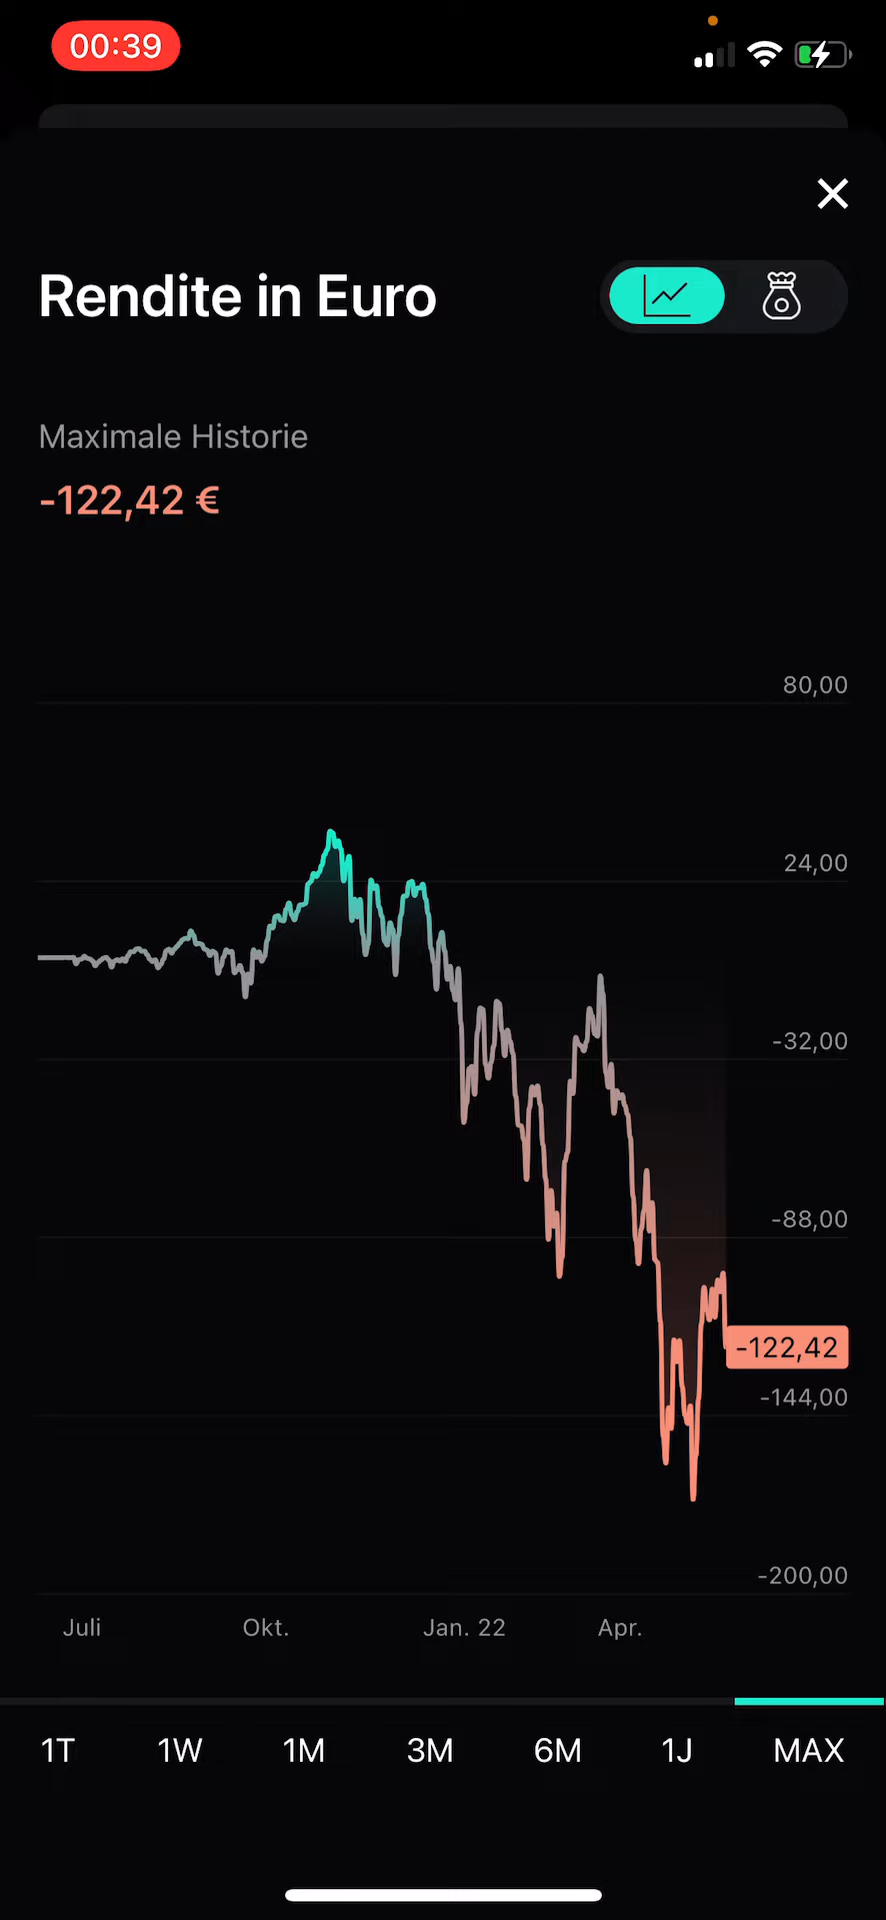 00:39
Rendite in Euro
Maximale Historie
-122,42 €
80,00
24,00
-32,00
-88,00
-122,42
-144,00
-200,00
Juli Okt. Jan. 22 Apr.
1T 1W 1M 3M 6M 1J MAX